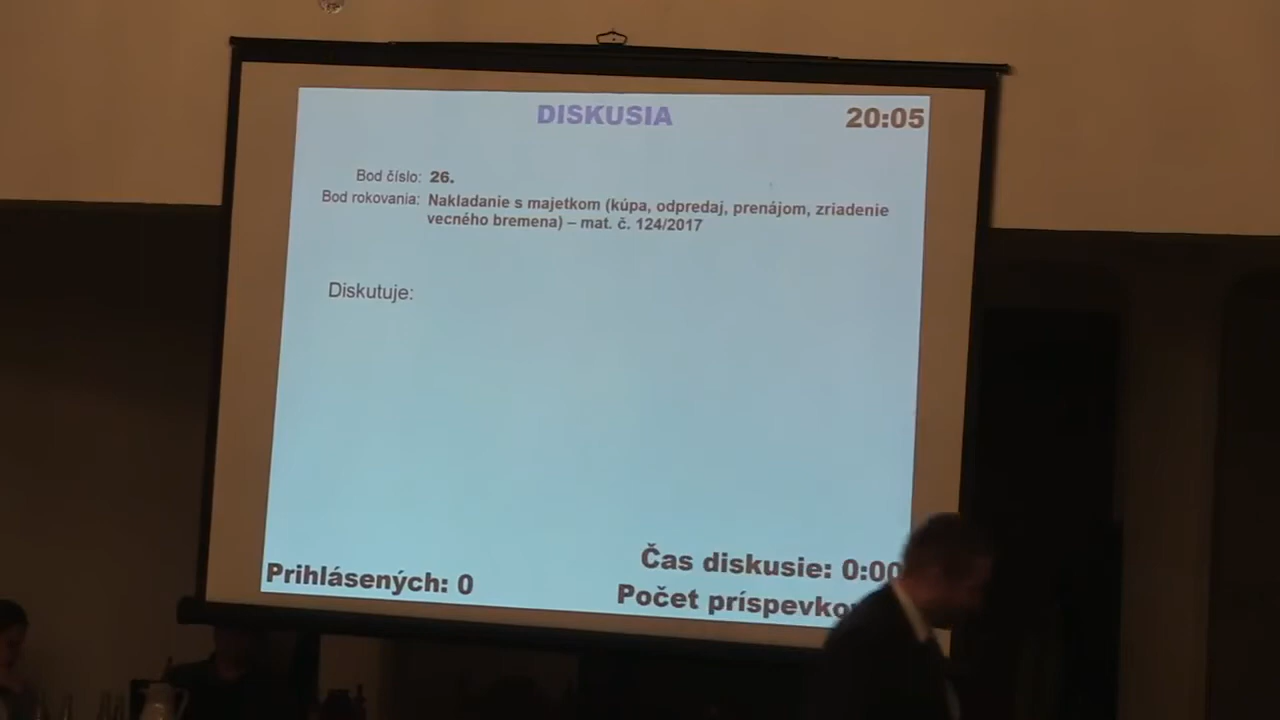 DISKUSIA
20:05
Bod číslo: 26.
Bod rokovania: Nakladanie s majetkom (kúpa, odpredaj, prenájom, zriadenie
vecného bremena) – mat. č. 124/2017
Diskutuje:
Čas diskusie: 0:00
Prihlásených: 0
Počet